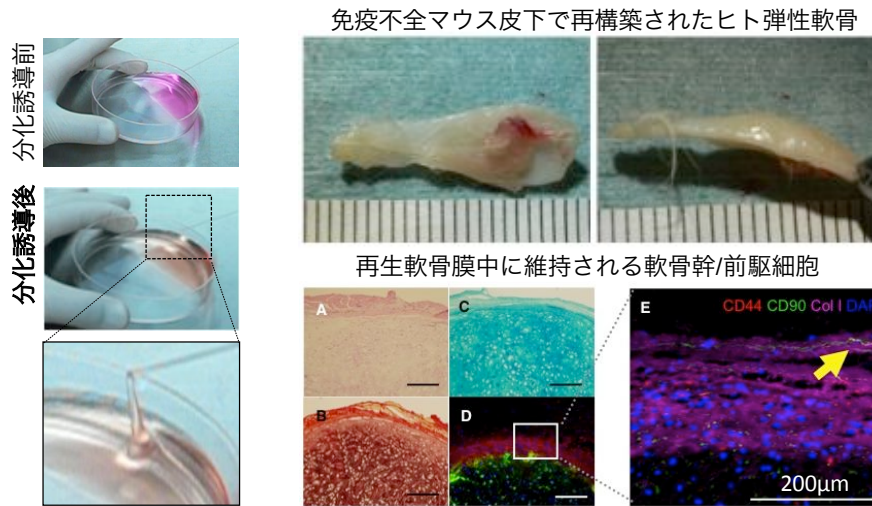 分化誘導前
分化誘導後
免疫不全マウス皮下で再構築されたヒト弾性軟骨
再生軟骨膜中に維持される軟骨幹/前駆細胞
A
B
C
D
E
CD44 CD90 Col I DAP
200μm